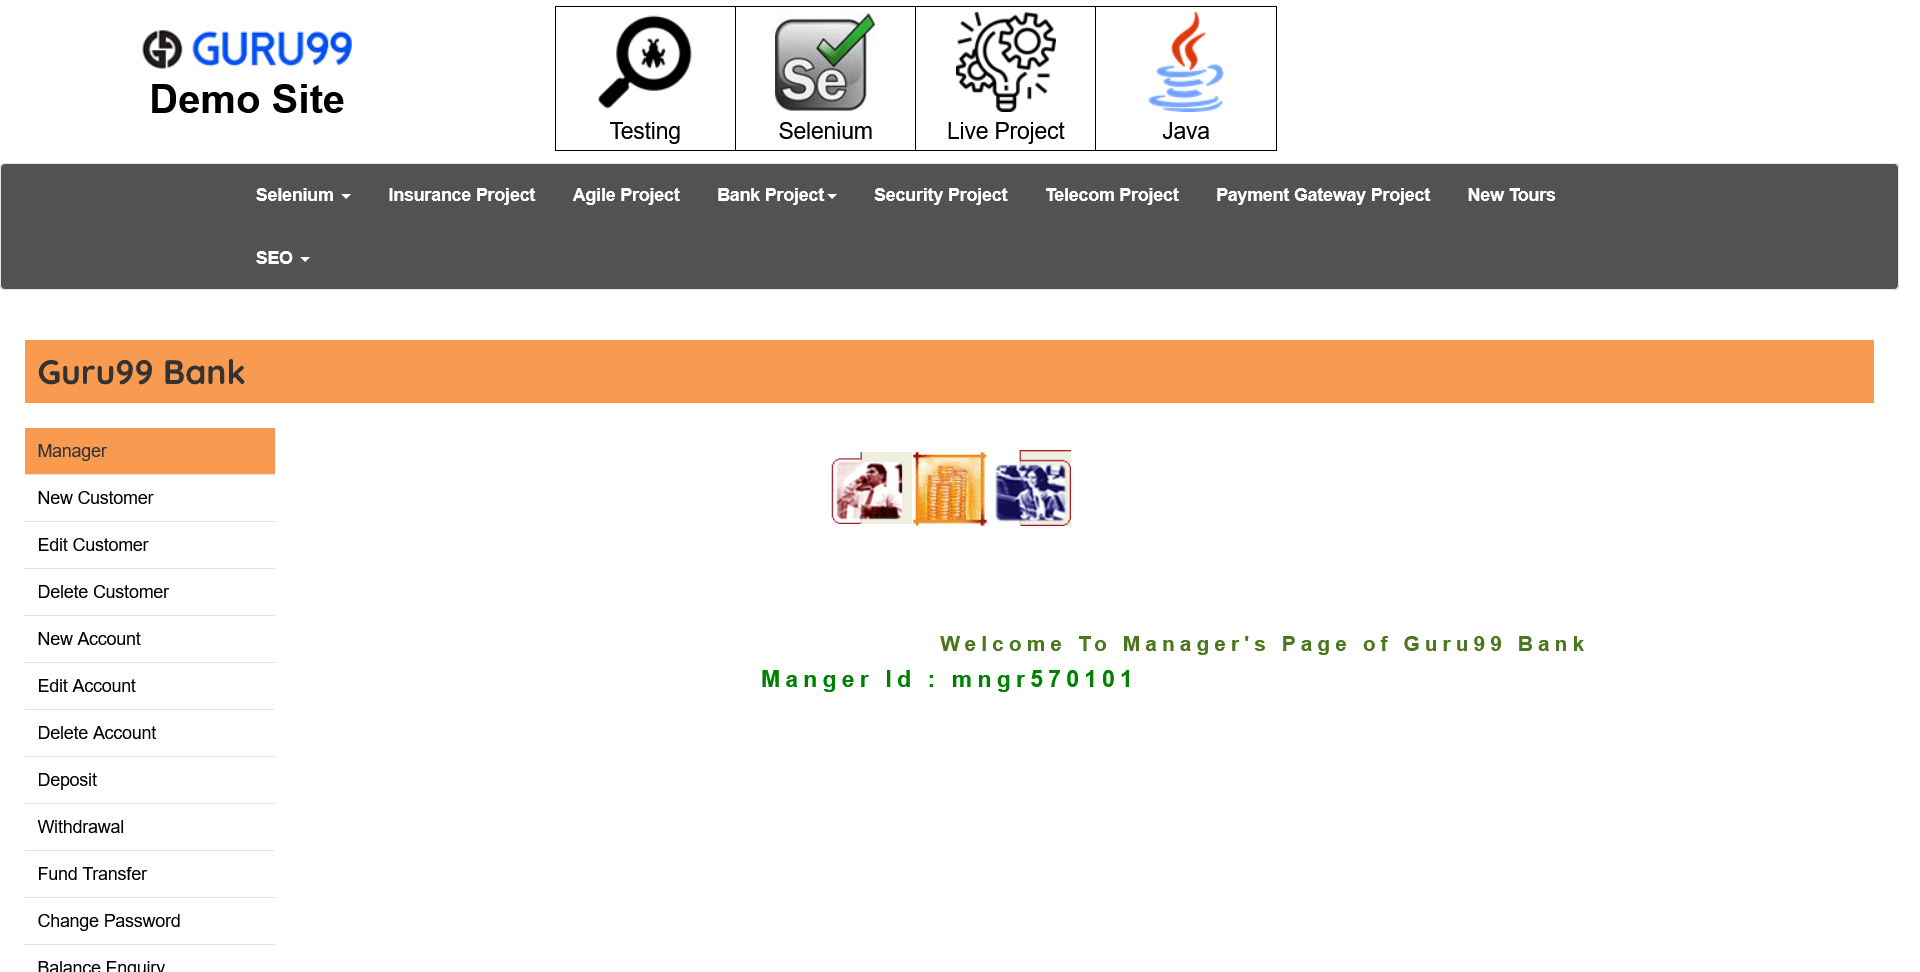 GURU99
Demo Site
Testing
Se
Selenium
Live Project
Java
Selenium
Insurance Project
Agile Project
Bank Project
Security Project
Telecom Project
Payment Gateway Project
New Tours
SEO
Guru99 Bank
Manager
New Customer
Edit Customer
Delete Customer
New Account
Edit Account
Delete Account
Deposit
Withdrawal
Fund Transfer
Change Password
Balance Enquiry
Welcome To Manager's Page of Guru99 Bank
Manger Id : mngr570101